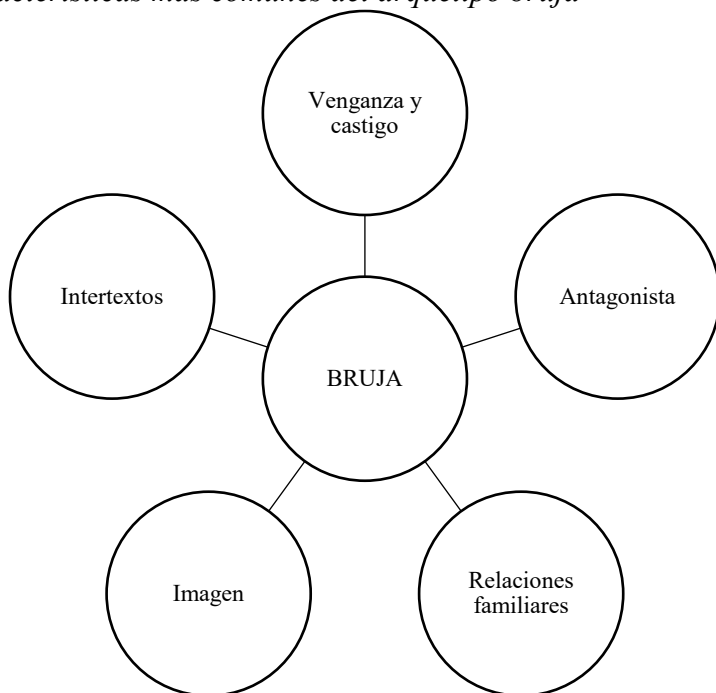 más comunes del arquetipo bruja
Venganza y
castigo
Intertextos
Antagonista
BRUJA
Imagen
Relaciones
familiares